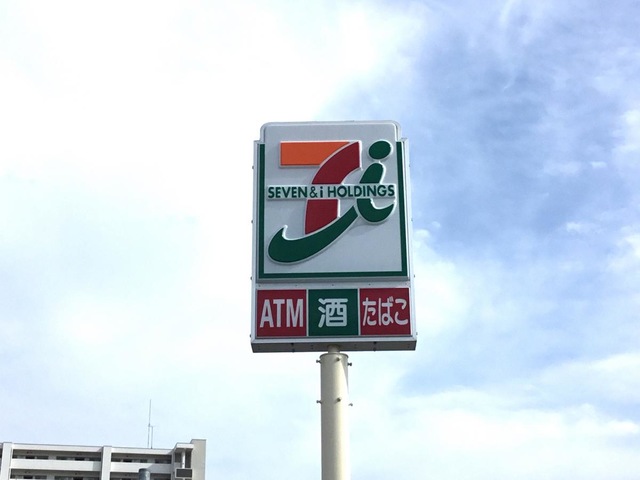 SEVEN & i HOLDINGS
ATM 酒 たばこ